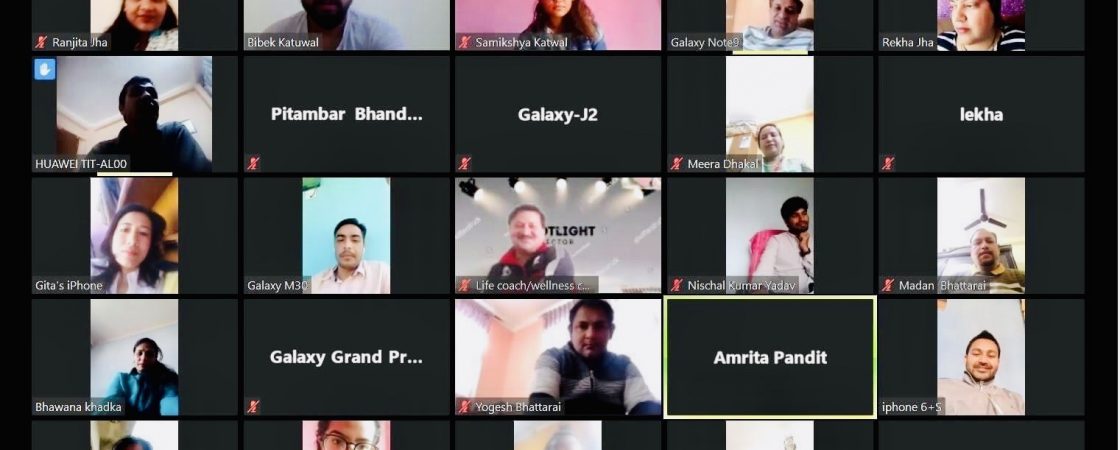 Ranjita Jha
Bibek Katuwal
Samikshya Katwal
Galaxy Note9
Rekha Jha
HUAWEI TIT-AL00
Pitambar Bhand...
Galaxy-J2
Meera Dhakal
lekha
Gita's iPhone
Galaxy M30
OTLIGHT
ECTOR
Life coach/wellness c...
Nischal Kumar Yadav
Madan Bhattarai
Bhawana khadka
Galaxy Grand Pr...
Yogesh Bhattarai
Amrita Pandit
iphone 6+S